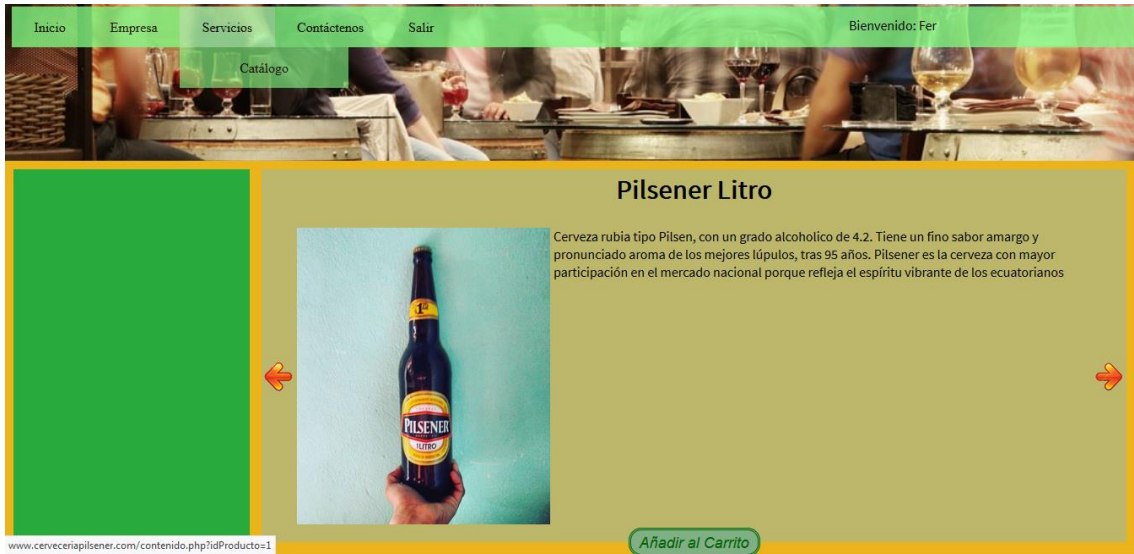 Inicio Empresa Servicios Contáctenos Salir Bienvenido: Fer
Catálogo
Pilsener Litro
Cerveza rubia tipo Pilsen, con un grado alcoholico de 4.2. Tiene un fino sabor amargo y
pronunciado aroma de los mejores lúpulos, tras 95 años. Pilsener es la cerveza con mayor
participación en el mercado nacional porque refleja el espíritu vibrante de los ecuatorianos
PILSENER
1LITRO
Añadir al Carrito
www.cerveceriapilsener.com/contenido.php?idProducto=1